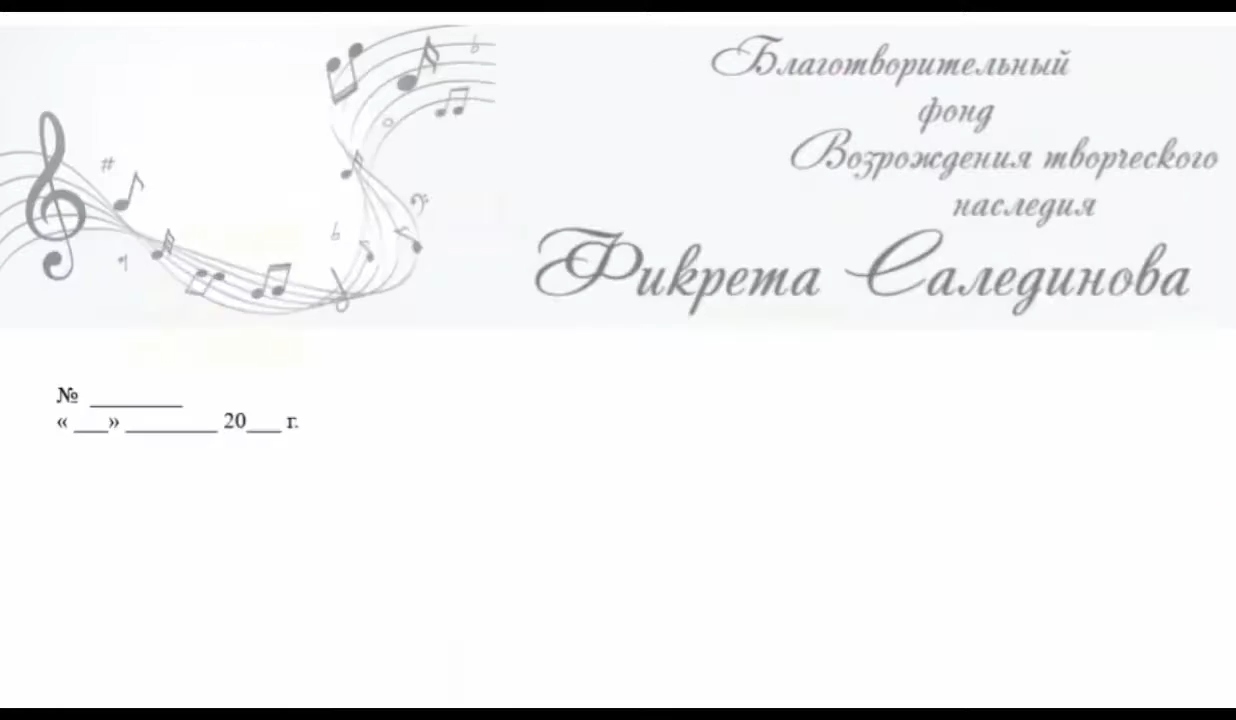 Благотворительный
фонд
Возрождения творческого
наследия
Фикрета Салединова
№ ________
« ___» ________ 20___ г.